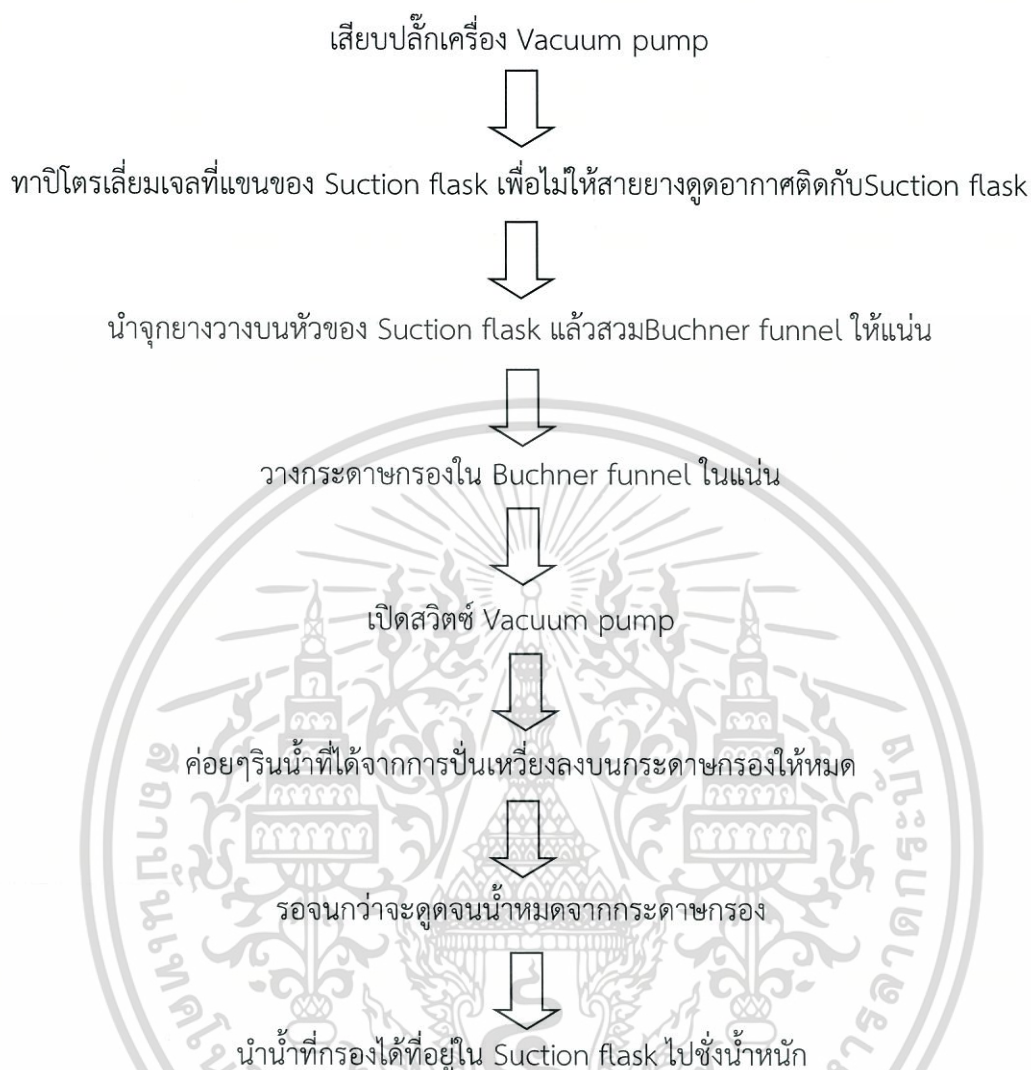 เสียบปลั๊กเครื่อง Vacuum pump
ทาปิโตรเลี่ยมเจลที่แขนของ Suction flask เพื่อไม่ให้สายยางดูดอากาศติดกับSuction flask
นำจุกยางวางบนหัวของ Suction flask แล้วสวมBuchner funnel ให้แน่น
วางกระดาษกรองใน Buchner funnel ในแน่น
เปิดสวิตซ์ Vacuum pump
ค่อยๆรินน้ำที่ได้จากการปั่นเหวี่ยงลงบนกระดาษกรองให้หมด
รอจนกว่าจะดูดจนน้ำหมดจากกระดาษกรอง
นำน้ำที่กรองได้ที่อยู่ใน Suction flask ไปชั่งน้ำหนัก